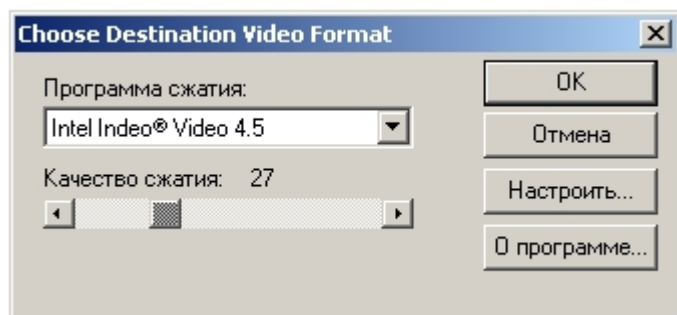 Choose Destination Video Format
Программа сжатия:
Intel Indeo® Video 4.5
Качество сжатия: 27
OK
Отмена
Настроить...
О программе...